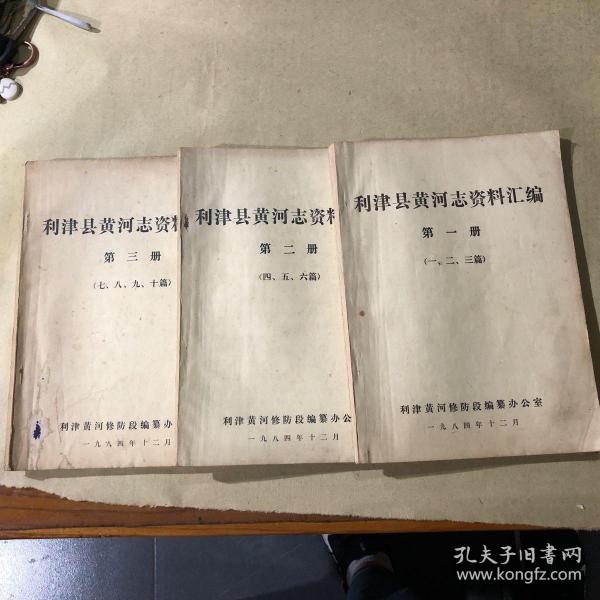 利津县黄河志资料
第三册
(七、八、九、十篇)
利津黄河修防段编纂办
一九八四年十二月
利津县黄河志资料
第二册
(四、五、六篇)
利津黄河修防段编纂办公
一九八四年十二月
利津县黄河志资料汇编
第一册
(一、二、三篇)
利津黄河修防段编纂办公室
一九八四年十二月
孔夫子旧书网
www.kongfz.com